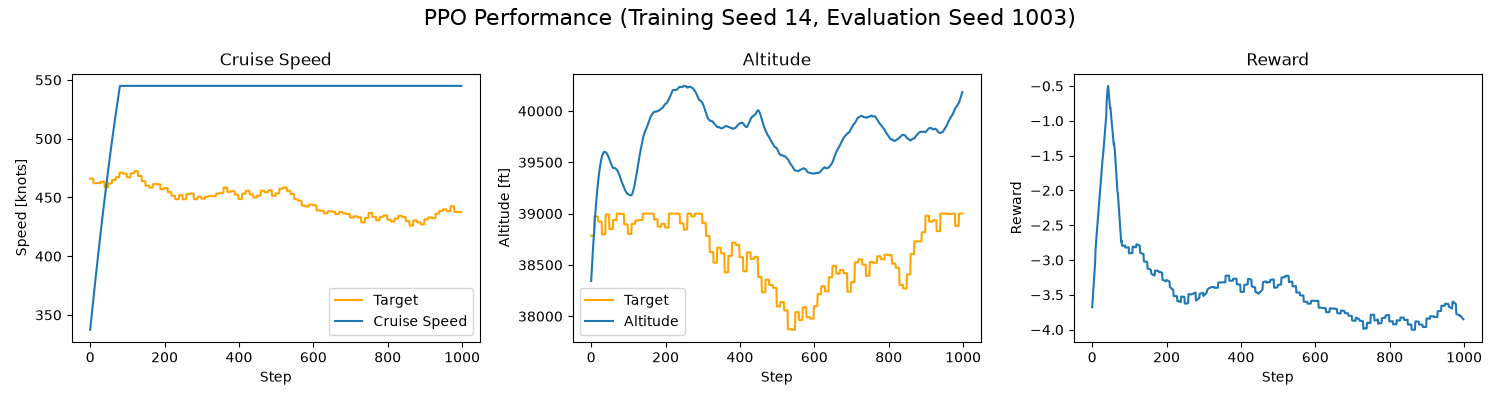 PPO Performance (Training Seed 14, Evaluation Seed 1003)
Cruise Speed
Speed [knots]
550
500
450
400
350
Target
Cruise Speed
0 200 400 600 800 1000
Step
Altitude
Altitude [ft]
40000
39500
39000
38500
38000
Target
Altitude
0 200 400 600 800 1000
Step
Reward
Reward
−0.5
−1.0
−1.5
−2.0
−2.5
−3.0
−3.5
−4.0
0 200 400 600 800 1000
Step